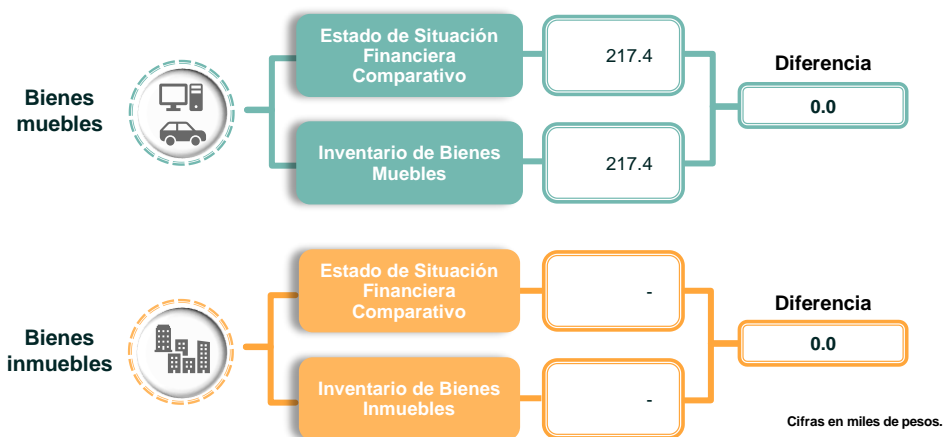 Bienes
muebles
Estado de Situación
Financiera
Comparativo
217.4
Inventario de Bienes
Muebles
217.4
Diferencia
0.0
Bienes
inmuebles
Estado de Situación
Financiera
Comparativo
-
Inventario de Bienes
Inmuebles
-
Diferencia
0.0
Cifras en miles de pesos.